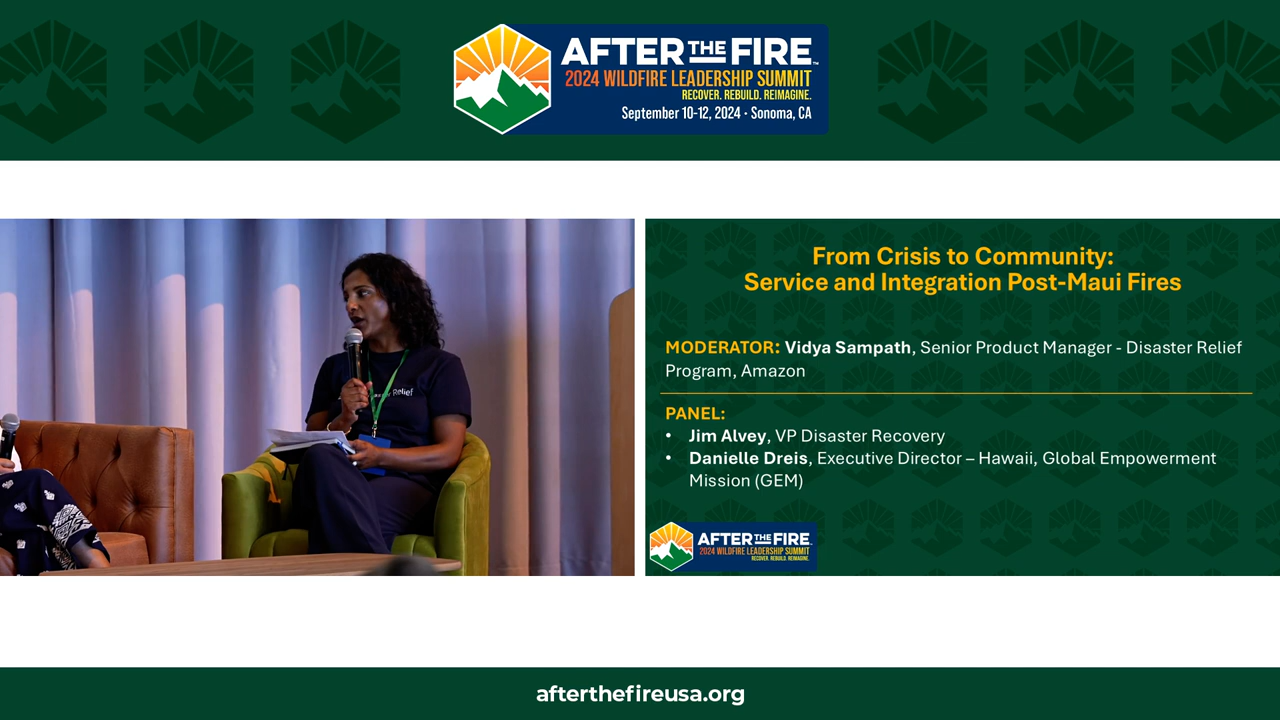 AFTER THE FIRE™
2024 WILDFIRE LEADERSHIP SUMMIT
RECOVER. REBUILD. REIMAGINE.
September 10-12, 2024 · Sonoma, CA
Relief
From Crisis to Community:
Service and Integration Post-Maui Fires
MODERATOR: Vidya Sampath, Senior Product Manager - Disaster Relief
Program, Amazon
PANEL:
• Jim Alvey, VP Disaster Recovery
• Danielle Dreis, Executive Director – Hawaii, Global Empowerment
Mission (GEM)
AFTER THE FIRE
2024 WILDFIRE LEADERSHIP SUMMIT
RECOVER. REBUILD. REIMAGINE.
afterthefireusa.org